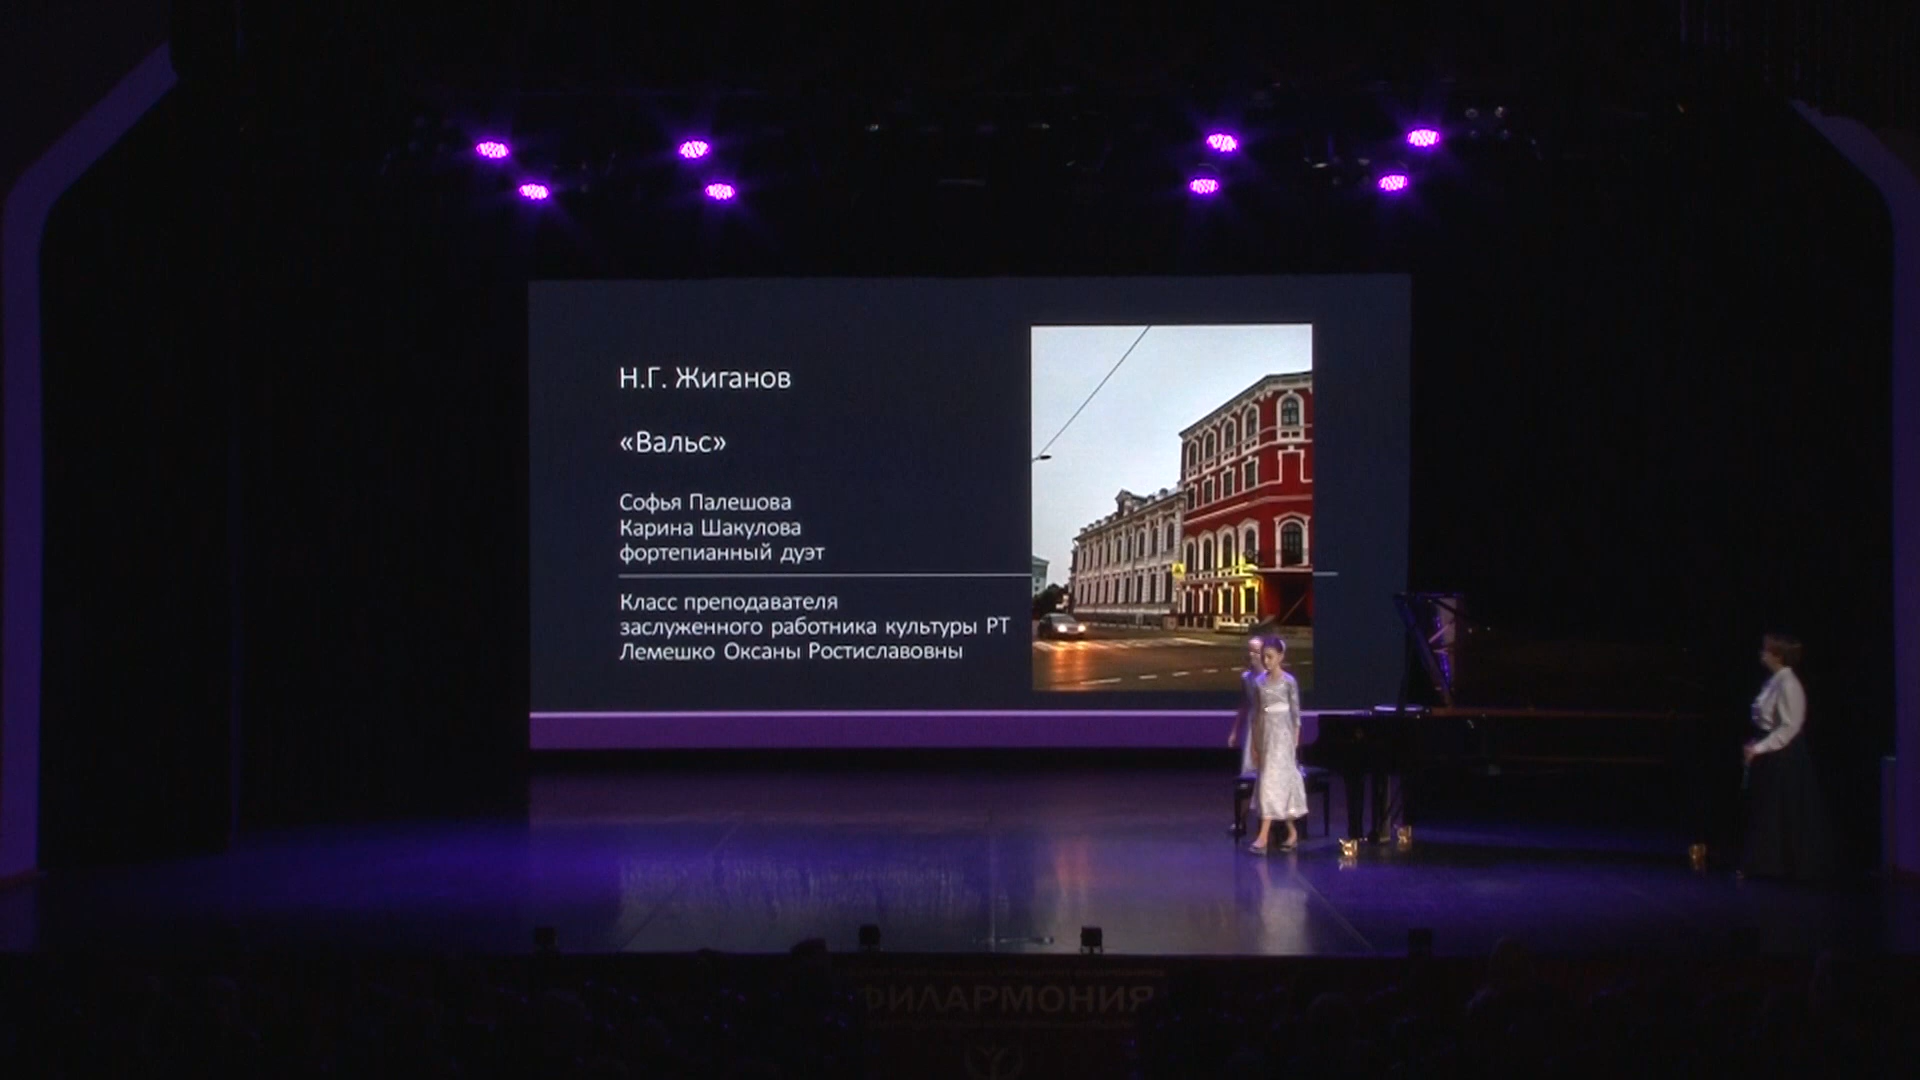 Н.Г. Жиганов
«Вальс»
Софья Палешова
Карина Шакулова
фортепианный дуэт
Класс преподавателя
заслуженного работника культуры РТ
Лемешко Оксаны Ростиславовны
ФИЛАРМОНИЯ